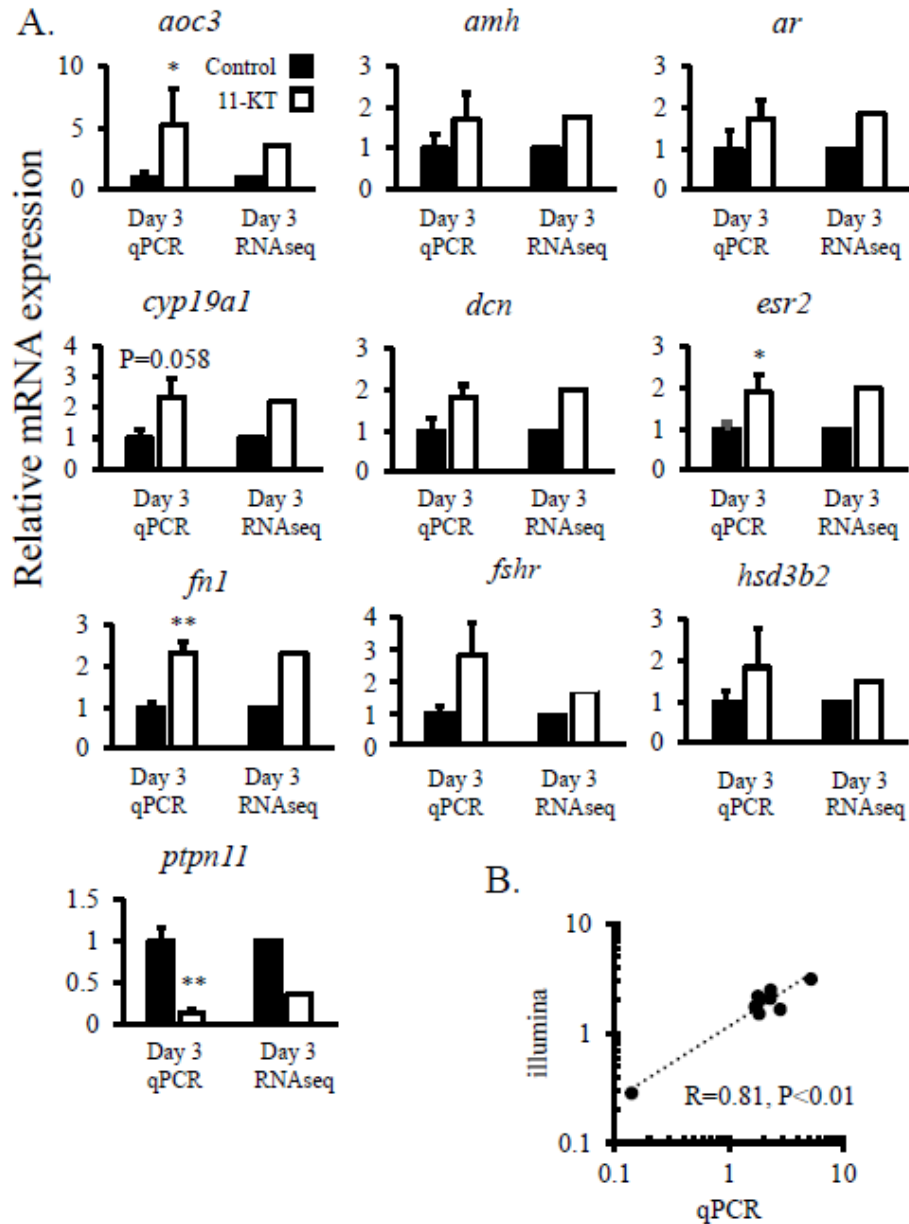 A.
aoc3
amh
ar
Relative mRNA expression
10
5
0
*
Control
11-KT
Day 3
qPCR
Day 3
RNAseq
3
2
1
0
Day 3
qPCR
Day 3
RNAseq
3
2
1
0
Day 3
qPCR
Day 3
RNAseq
cyp19a1
dcn
esr2
4
3
2
1
0
P=0.058
Day 3
qPCR
Day 3
RNAseq
3
2
1
0
Day 3
qPCR
Day 3
RNAseq
3
2
1
0
*
Day 3
qPCR
Day 3
RNAseq
fn1
fshr
hsd3b2
3
2
1
0
**
Day 3
qPCR
Day 3
RNAseq
4
3
2
1
0
Day 3
qPCR
Day 3
RNAseq
3
2
1
0
Day 3
qPCR
Day 3
RNAseq
ptpn11
1.5
1
0.5
0
**
Day 3
qPCR
Day 3
RNAseq
B.
illumina
10
1
0.1
R=0.81, P<0.01
0.1
1
10
qPCR